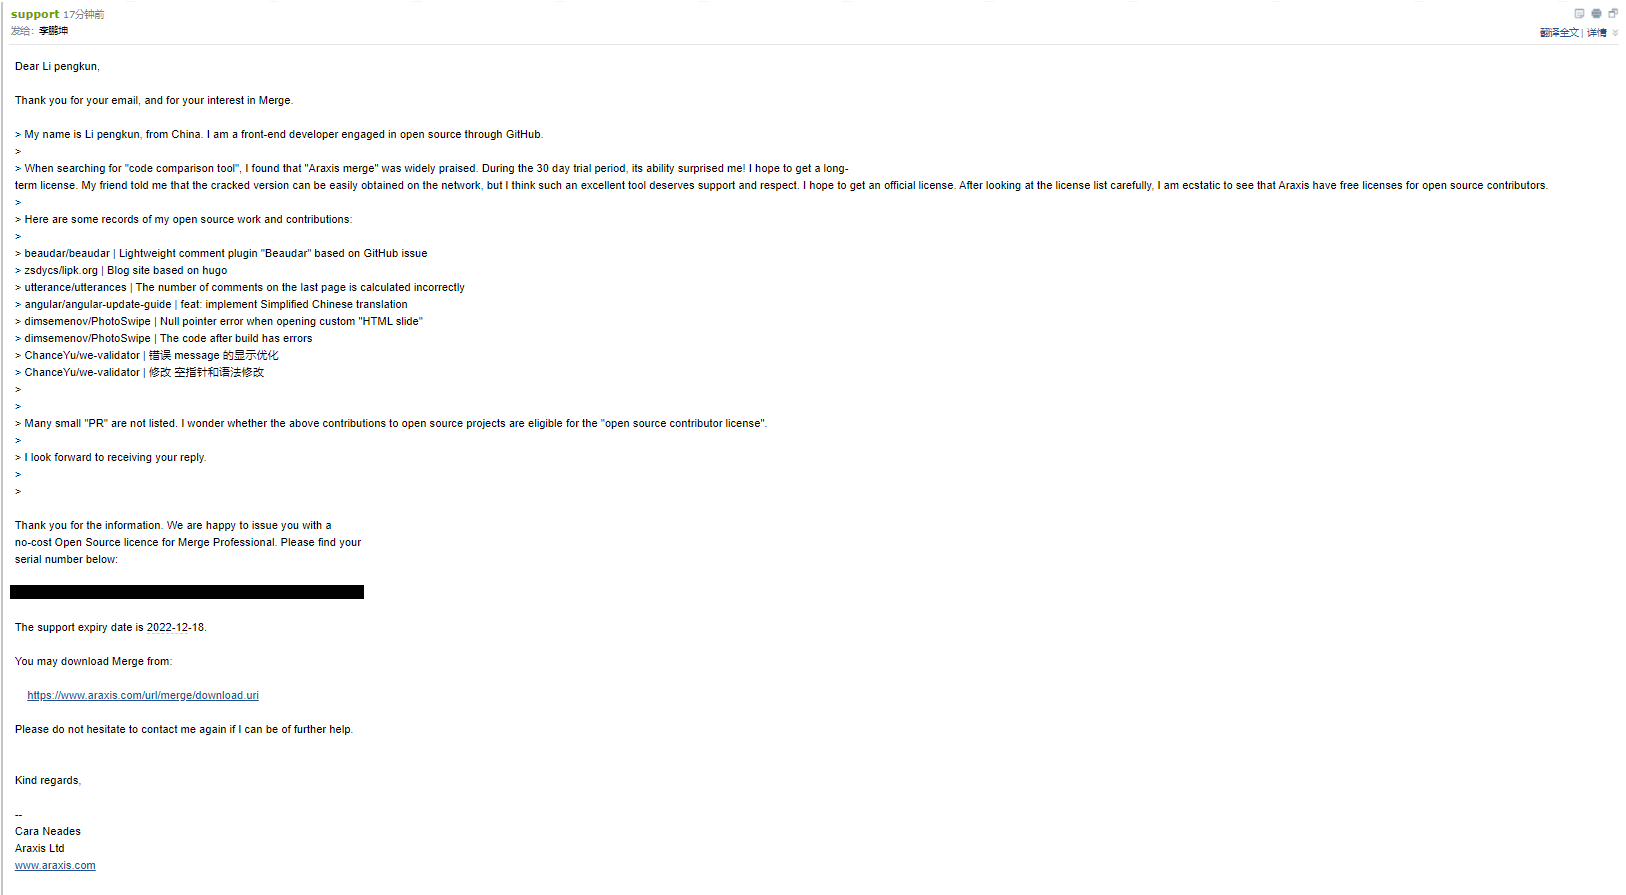 support 17分钟前
发给： 李鹏坤
翻译全文 | 详情
Dear Li pengkun,
Thank you for your email, and for your interest in Merge.
> My name is Li pengkun, from China. I am a front-end developer engaged in open source through GitHub.
>
> When searching for "code comparison tool", I found that "Araxis merge" was widely praised. During the 30 day trial period, its ability surprised me! I hope to get a long-
term license. My friend told me that the cracked version can be easily obtained on the network, but I think such an excellent tool deserves support and respect. I hope to get an official license. After looking at the license list carefully, I am ecstatic to see that Araxis have free licenses for open source contributors.
>
> Here are some records of my open source work and contributions:
>
> beaudar/beaudar | Lightweight comment plugin "Beaudar" based on GitHub issue
> zsdycs/lipk.org | Blog site based on hugo
> utterance/utterances | The number of comments on the last page is calculated incorrectly
> angular/angular-update-guide | feat: implement Simplified Chinese translation
> dimsemenov/PhotoSwipe | Null pointer error when opening custom "HTML slide"
> dimsemenov/PhotoSwipe | The code after build has errors
> ChanceYu/we-validator | 错误 message 的显示优化
> ChanceYu/we-validator | 修改 空指针和语法修改
>
>
> Many small "PR" are not listed. I wonder whether the above contributions to open source projects are eligible for the "open source contributor license".
>
> I look forward to receiving your reply.
>
>
Thank you for the information. We are happy to issue you with a
no-cost Open Source licence for Merge Professional. Please find your
serial number below:
The support expiry date is 2022-12-18.
You may download Merge from:
https://www.araxis.com/url/merge/download.uri
Please do not hesitate to contact me again if I can be of further help.
Kind regards,
--
Cara Neades
Araxis Ltd
www.araxis.com